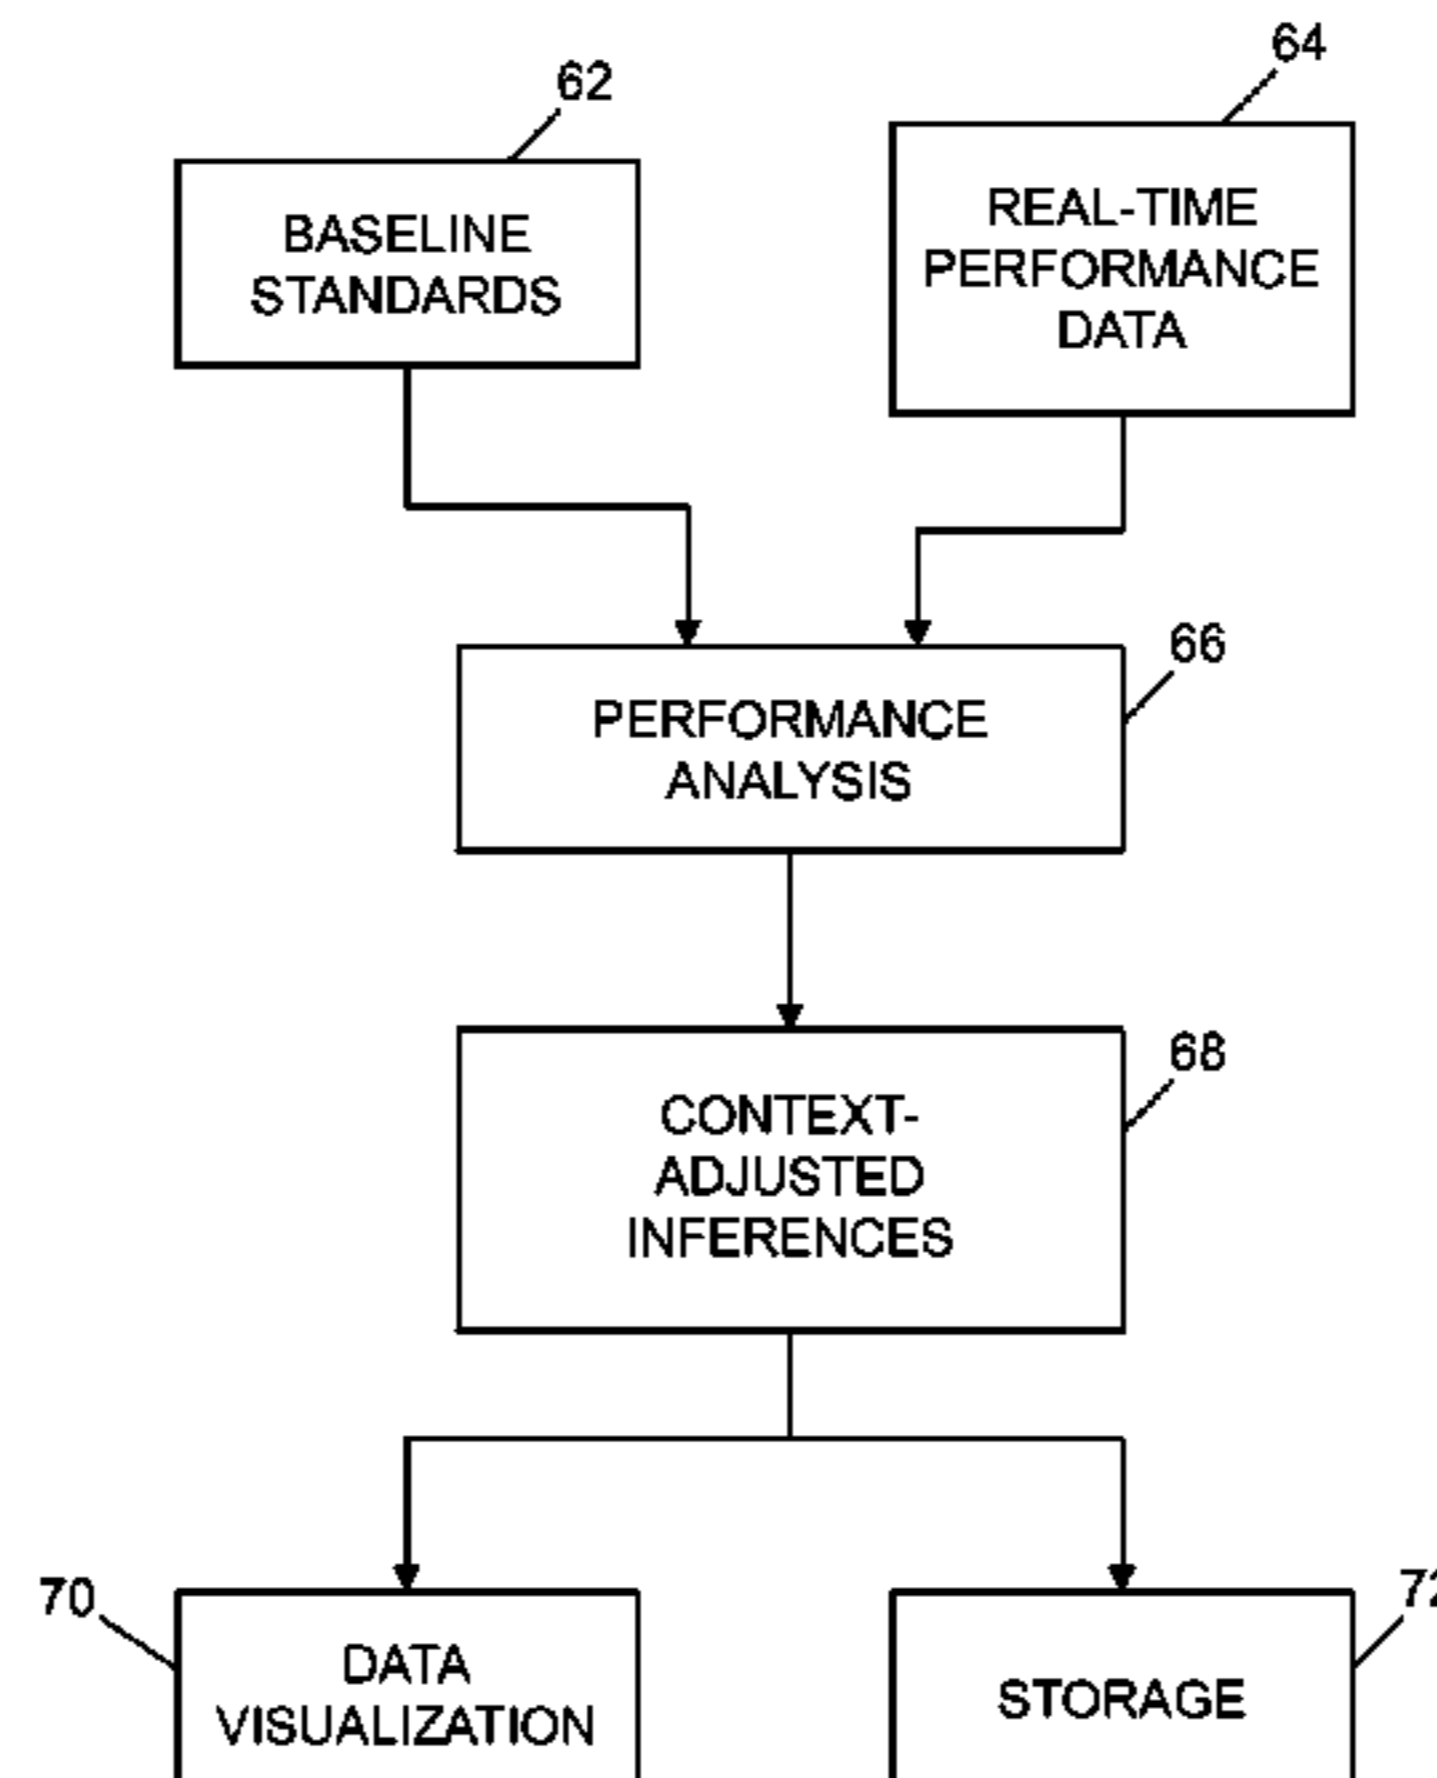 62
64
BASELINE
STANDARDS
REAL-TIME
PERFORMANCE
DATA
66
PERFORMANCE
ANALYSIS
68
CONTEXT-
ADJUSTED
INFERENCES
70
72
DATA
VISUALIZATION
STORAGE